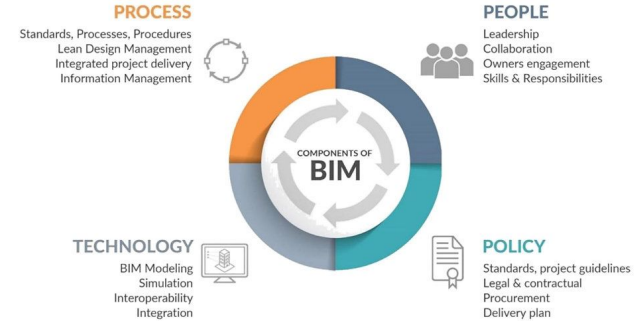 PROCESS
Standards, Processes, Procedures
Lean Design Management
Integrated project delivery
Information Management
PEOPLE
Leadership
Collaboration
Owners engagement
Skills & Responsibilities
COMPONENTS OF
BIM
TECHNOLOGY
BIM Modeling
Simulation
Interoperability
Integration
POLICY
Standards, project guidelines
Legal & contractual
Procurement
Delivery plan